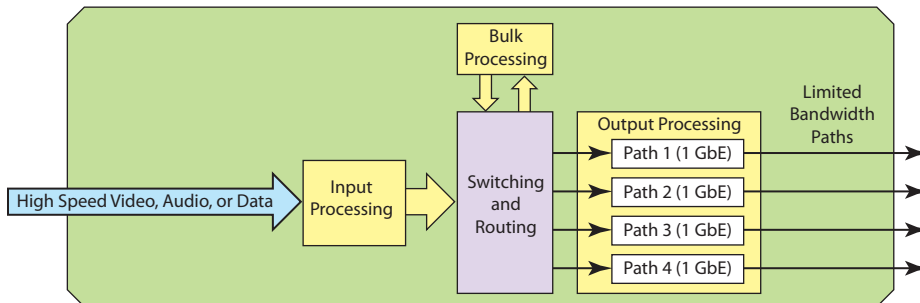 Bulk
Processing
Limited
Bandwidth
Paths
Output Processing
Path 1 (1 GbE)
Input
Processing
Switching
and
Routing
High Speed Video, Audio, or Data
Path 2 (1 GbE)
Path 3 (1 GbE)
Path 4 (1 GbE)